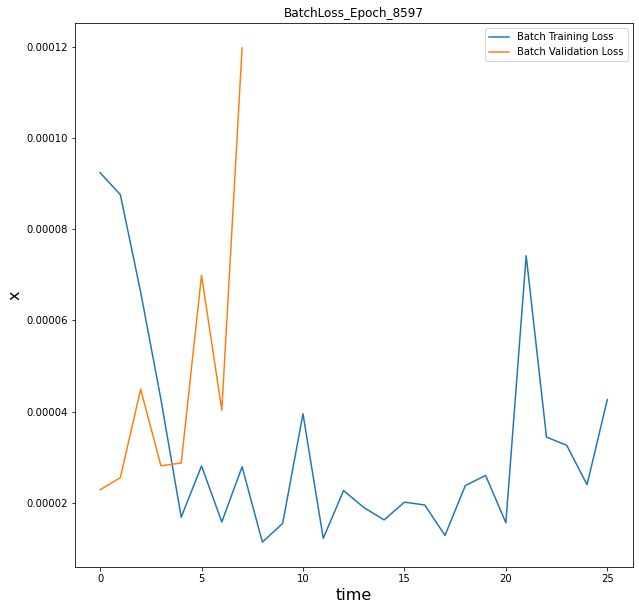 BatchLoss_Epoch_8597
Batch Training Loss
Batch Validation Loss
0.00012
0.00010
0.00008
0.00006
0.00004
0.00002
x
0 5 10 15 20 25
time